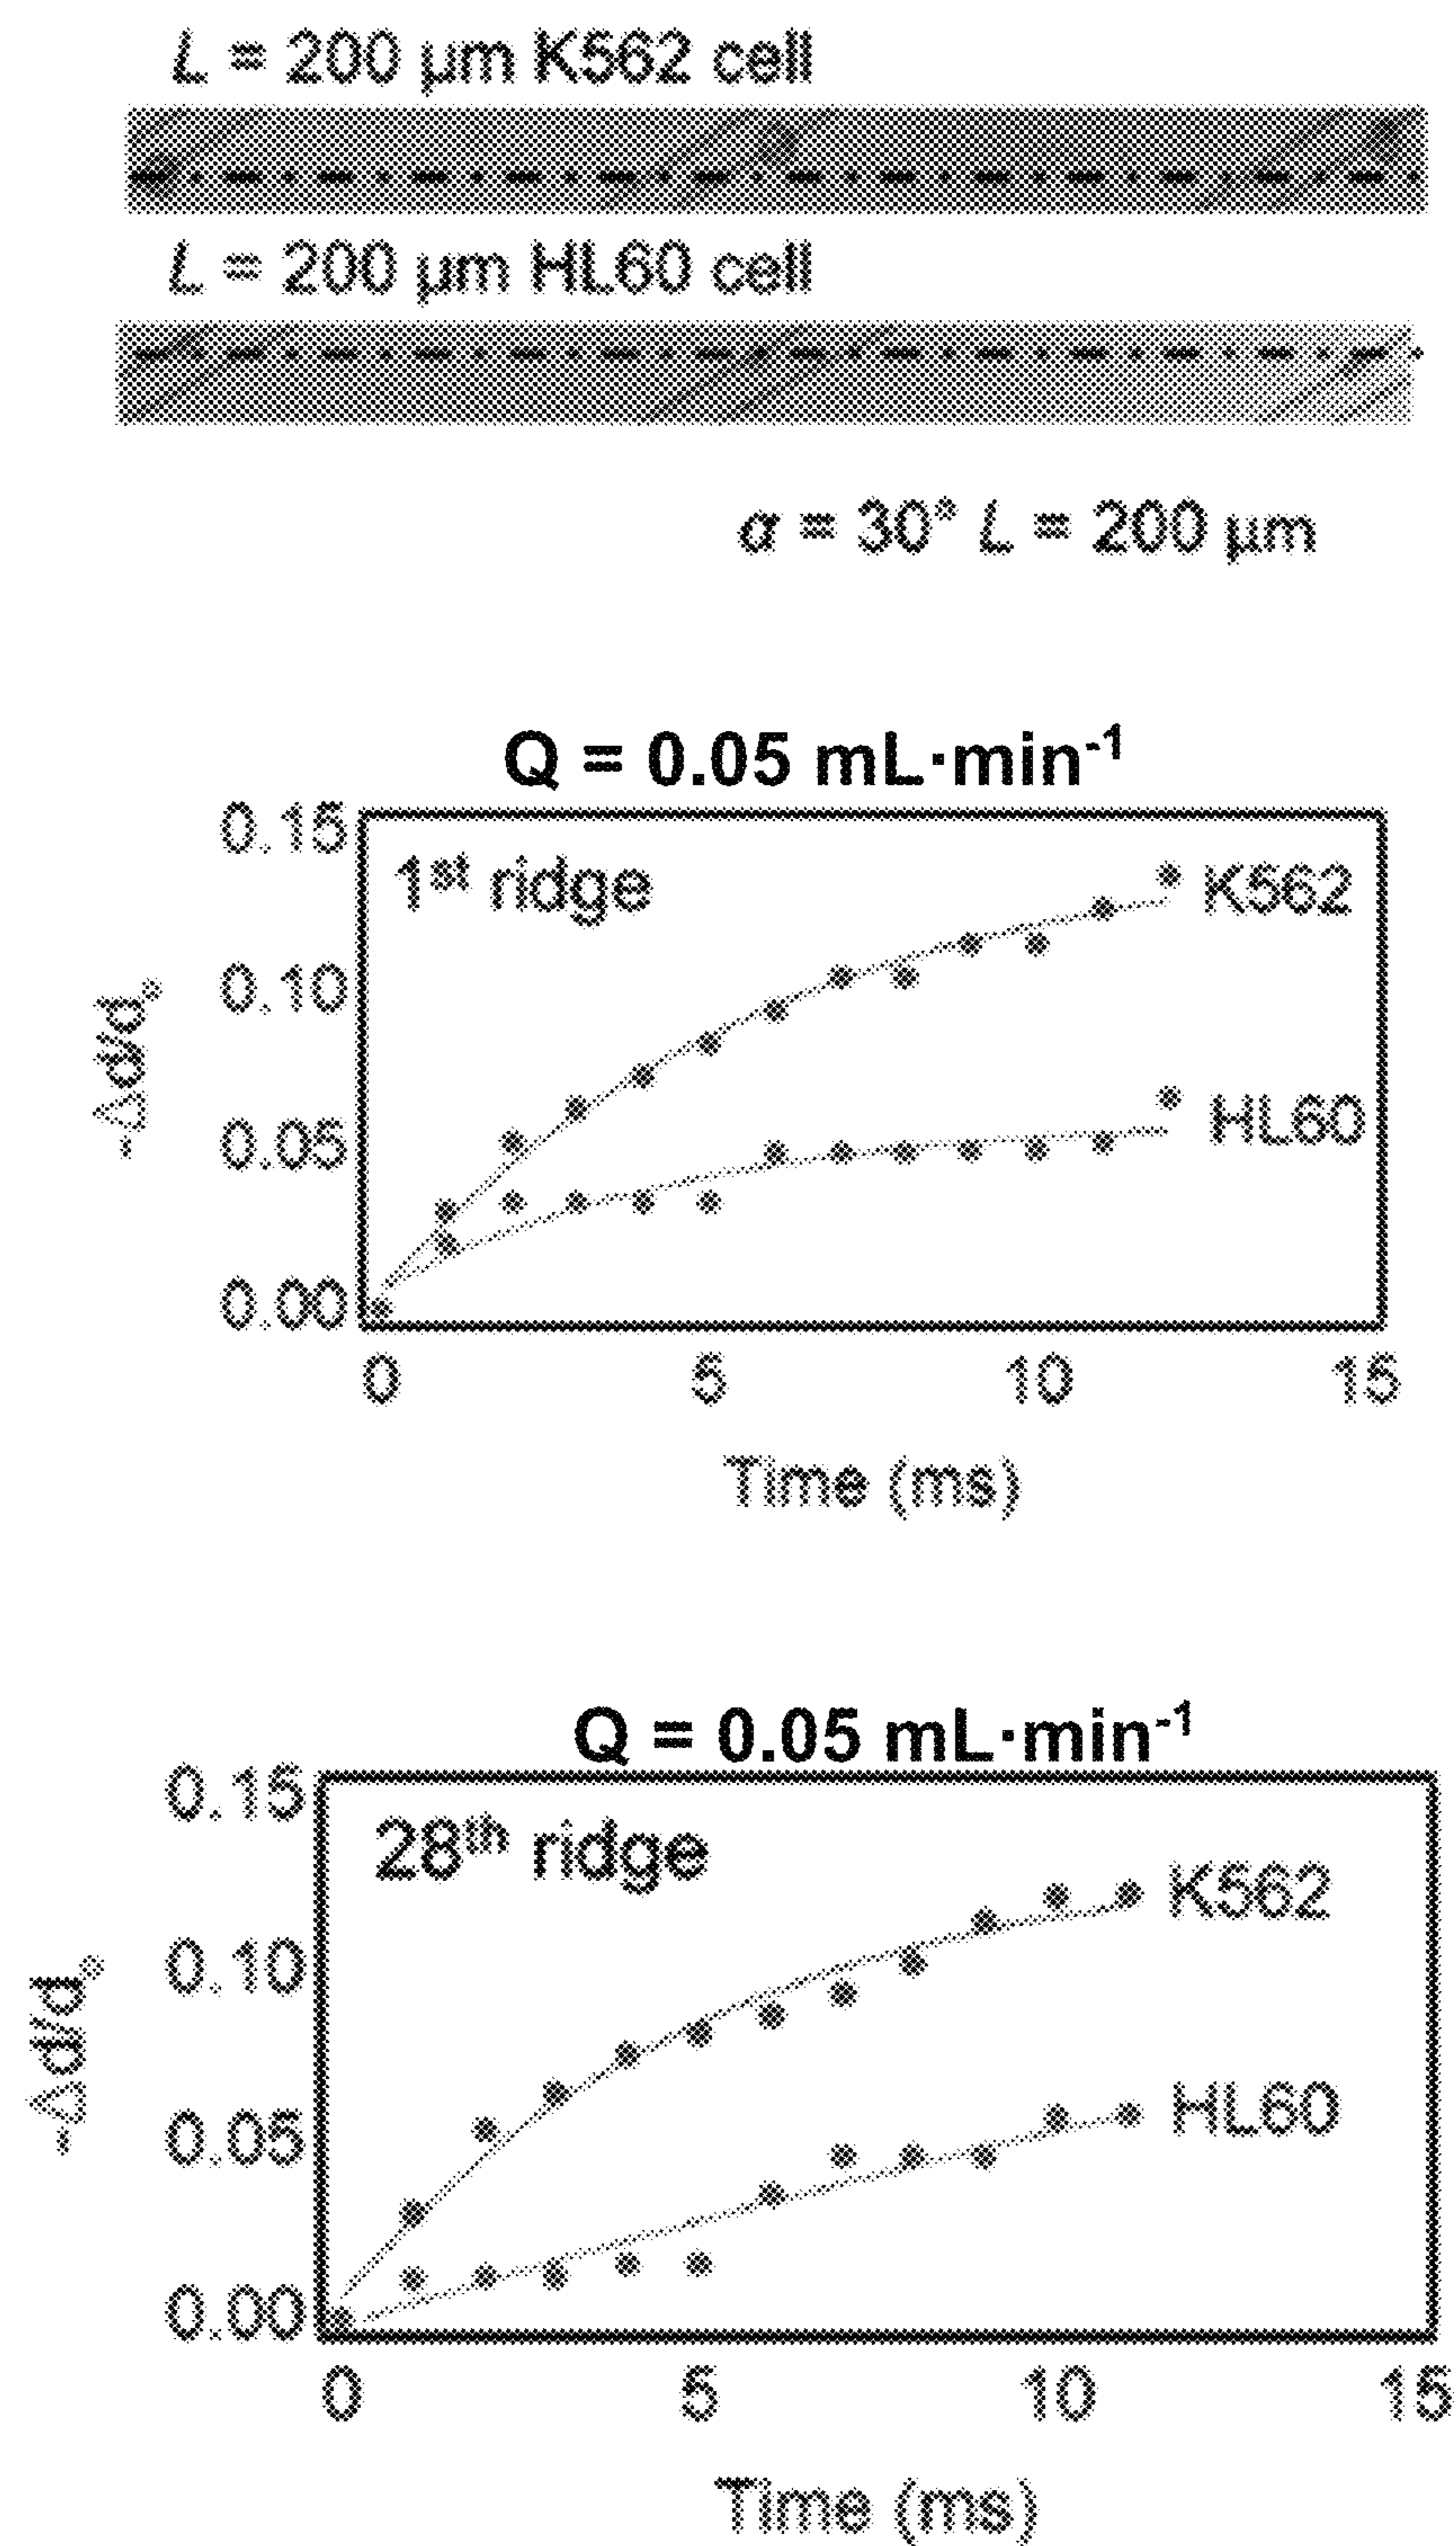 L = 200 μm K562 cell
L = 200 μm HL60 cell
α = 30° L = 200 μm
Q = 0.05 mL·min⁻¹
0.15
1st ridge
K562
0.10
-Δd/d₀
HL60
0.05
0.00
0 5 10 15
Time (ms)
Q = 0.05 mL·min⁻¹
0.15
28th ridge
K562
0.10
-Δd/d₀
HL60
0.05
0.00
0 5 10 15
Time (ms)